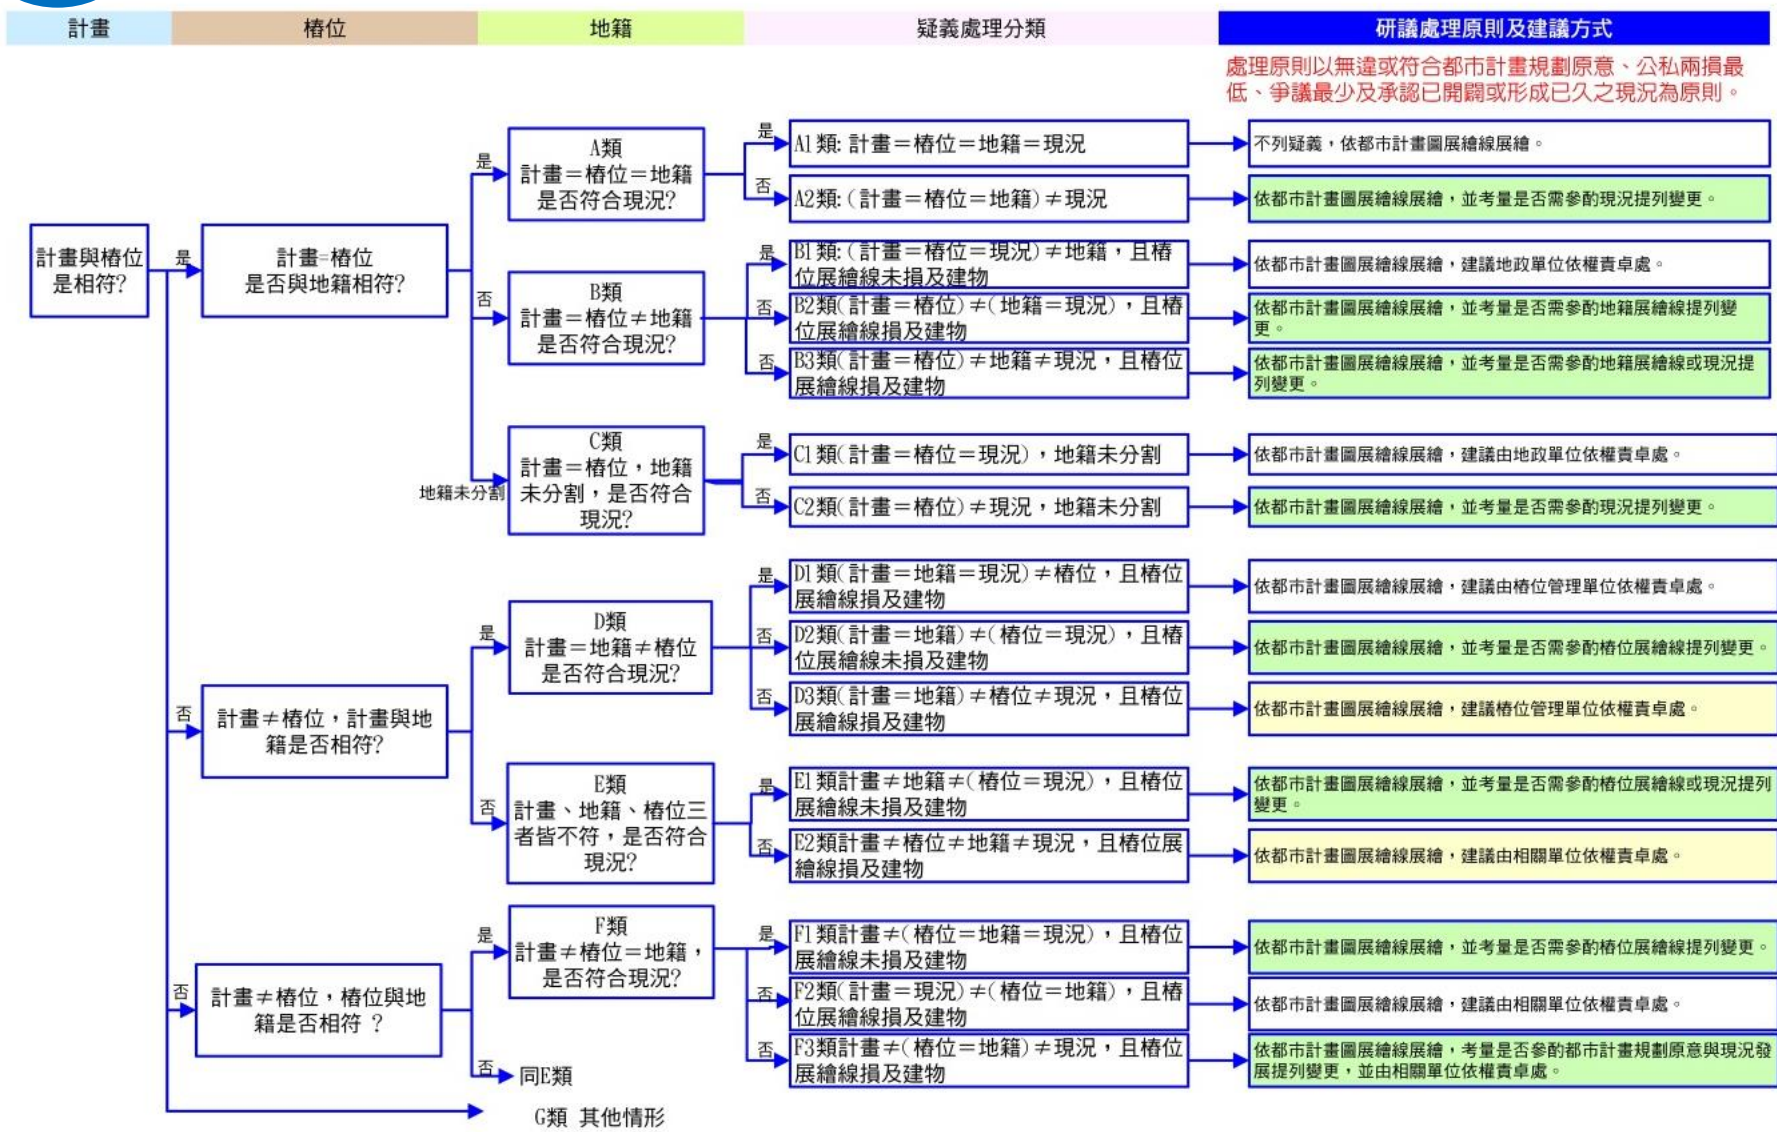 計畫
樁位
地籍
疑義處理分類
研議處理原則及建議方式
處理原則以無違或符合都市計畫規劃原意、公私兩損最
低、爭議最少及承認已開闢或形成已久之現況為原則。
計畫與樁位
是相符?
是
計畫=樁位
是否與地籍相符?
是
A類
計畫=樁位=地籍
是否符合現況?
是
A1類:計畫=樁位=地籍=現況
不列疑義,依都市計畫圖展繪線展繪。
否
A2類:(計畫=樁位=地籍)≠現況
依都市計畫圖展繪線展繪,並考量是否需參酌現況提列變更。
否
B類
計畫=樁位≠地籍
是否符合現況?
是
B1類:(計畫=樁位=現況)≠地籍,且樁
位展繪線未損及建物
依都市計畫圖展繪線展繪,建議地政單位依權責卓處。
否
B2類(計畫=樁位)≠(地籍=現況),且樁
位展繪線損及建物
依都市計畫圖展繪線展繪,並考量是否需參酌地籍展繪線提列變
更。
否
B3類(計畫=樁位)≠地籍≠現況,且樁位
展繪線損及建物
依都市計畫圖展繪線展繪,並考量是否需參酌地籍展繪線或現況提
列變更。
地籍未分割
C類
計畫=樁位,地籍
未分割,是否符合
現況?
是
C1類(計畫=樁位=現況),地籍未分割
依都市計畫圖展繪線展繪,建議由地政單位依權責卓處。
否
C2類(計畫=樁位)≠現況,地籍未分割
依都市計畫圖展繪線展繪,並考量是否需參酌現況提列變更。
否
計畫≠樁位,計畫與地
籍是否相符?
是
D類
計畫=地籍≠樁位
是否符合現況?
是
D1類(計畫=地籍=現況)≠樁位,且樁位
展繪線損及建物
依都市計畫圖展繪線展繪,建議由樁位管理單位依權責卓處。
否
D2類(計畫=地籍)≠(樁位=現況),且樁
位展繪線未損及建物
依都市計畫圖展繪線展繪,並考量是否需參酌樁位展繪線提列變更。
否
D3類(計畫=地籍)≠樁位≠現況,且樁位
展繪線損及建物
依都市計畫圖展繪線展繪,建議樁位管理單位依權責卓處。
否
E類
計畫、地籍、樁位三
者皆不符,是否符合
現況?
是
E1類計畫≠地籍≠(樁位=現況),且樁位
展繪線未損及建物
依都市計畫圖展繪線展繪,並考量是否需參酌樁位展繪線或現況提列
變更。
否
E2類計畫≠樁位≠地籍≠現況,且樁位展
繪線損及建物
依都市計畫圖展繪線展繪,建議由相關單位依權責卓處。
否
計畫≠樁位,樁位與地
籍是否相符 ?
是
F類
計畫≠樁位=地籍,
是否符合現況?
是
F1類計畫≠(樁位=地籍=現況),且樁位
展繪線未損及建物
依都市計畫圖展繪線展繪,並考量是否需參酌樁位展繪線提列變更。
否
F2類(計畫=現況)≠(樁位=地籍),且樁
位展繪線損及建物
依都市計畫圖展繪線展繪,建議由相關單位依權責卓處。
否
F3類計畫≠(樁位=地籍)≠現況,且樁位
展繪線損及建物
依都市計畫圖展繪線展繪,考量是否參酌都市計畫規劃原意與現況發
展提列變更,並由相關單位依權責卓處。
否
同E類
G類 其他情形